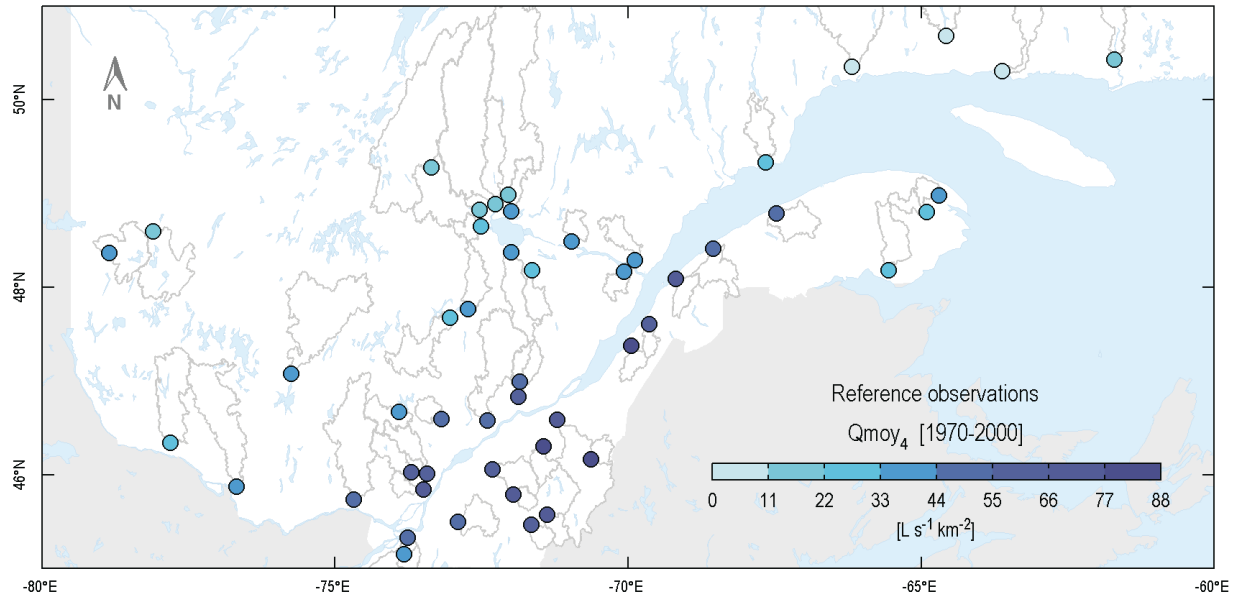 N
50°N
48°N
46°N
Reference observations
Qmoy₄ [1970-2000]
0 11 22 33 44 55 66 77 88
[L s⁻¹ km⁻²]
-80°E -75°E -70°E -65°E -60°E